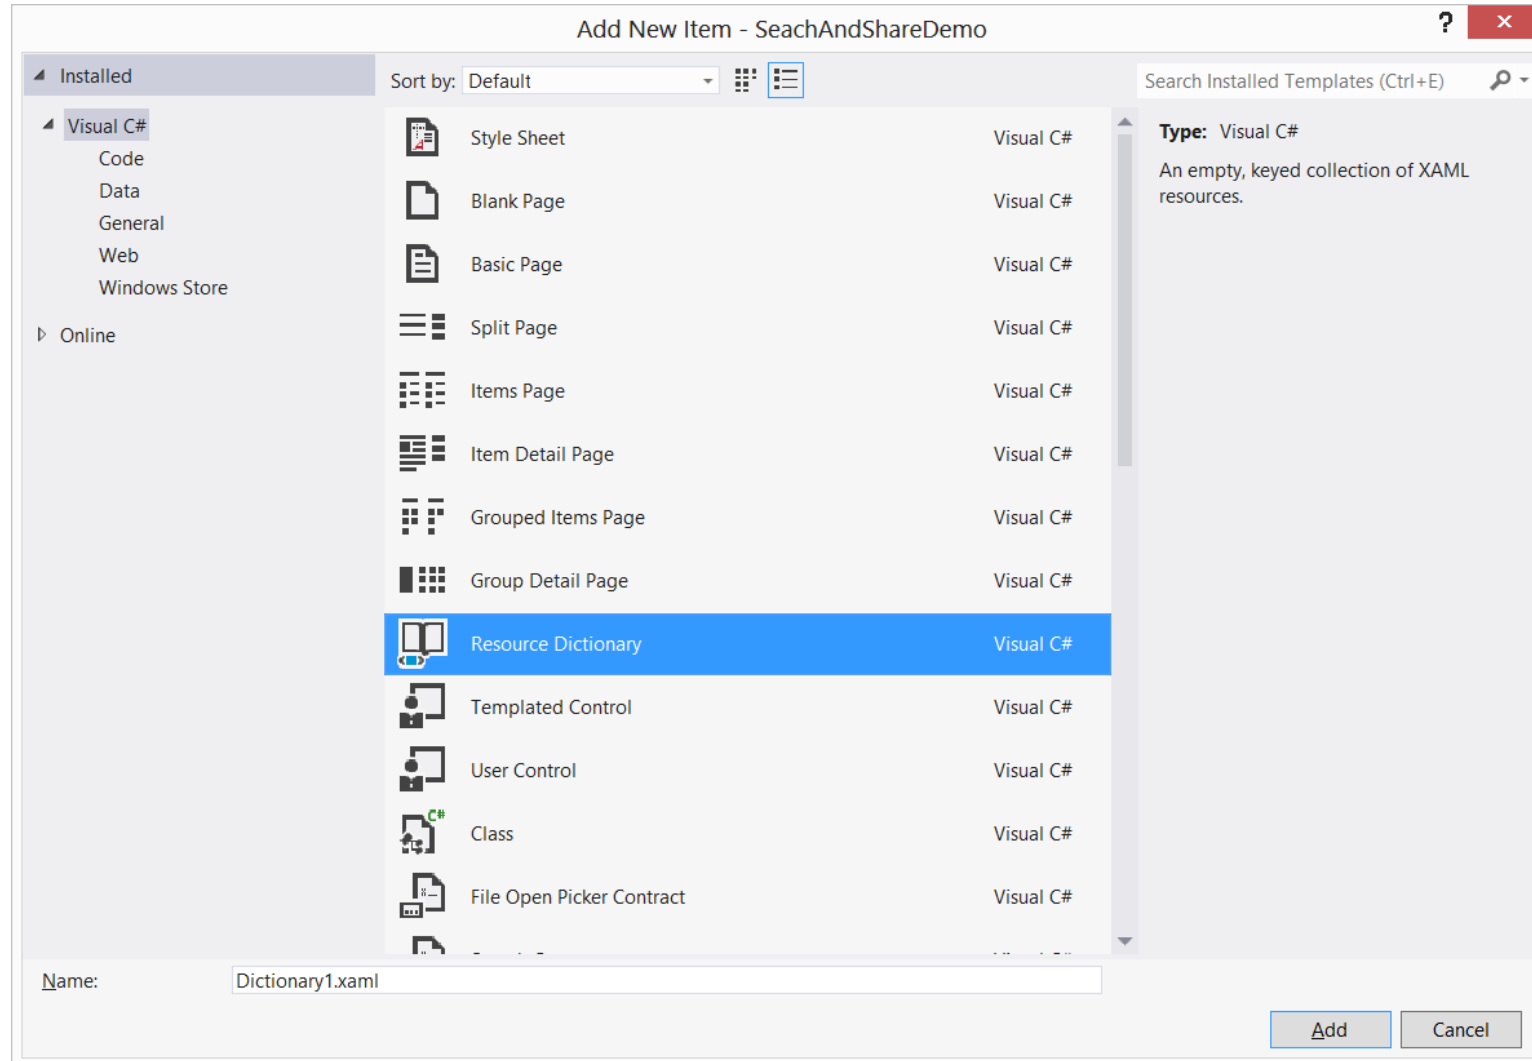 Add New Item - SeachAndShareDemo
?
Installed
Sort by: Default
Search Installed Templates (Ctrl+E)
Visual C#
Code
Data
General
Web
Windows Store
Online
Style Sheet Visual C#
Blank Page Visual C#
Basic Page Visual C#
Split Page Visual C#
Items Page Visual C#
Item Detail Page Visual C#
Grouped Items Page Visual C#
Group Detail Page Visual C#
Resource Dictionary Visual C#
Templated Control Visual C#
User Control Visual C#
C#
Class Visual C#
File Open Picker Contract Visual C#
Type: Visual C#
An empty, keyed collection of XAML
resources.
Name: Dictionary1.xaml
Add Cancel